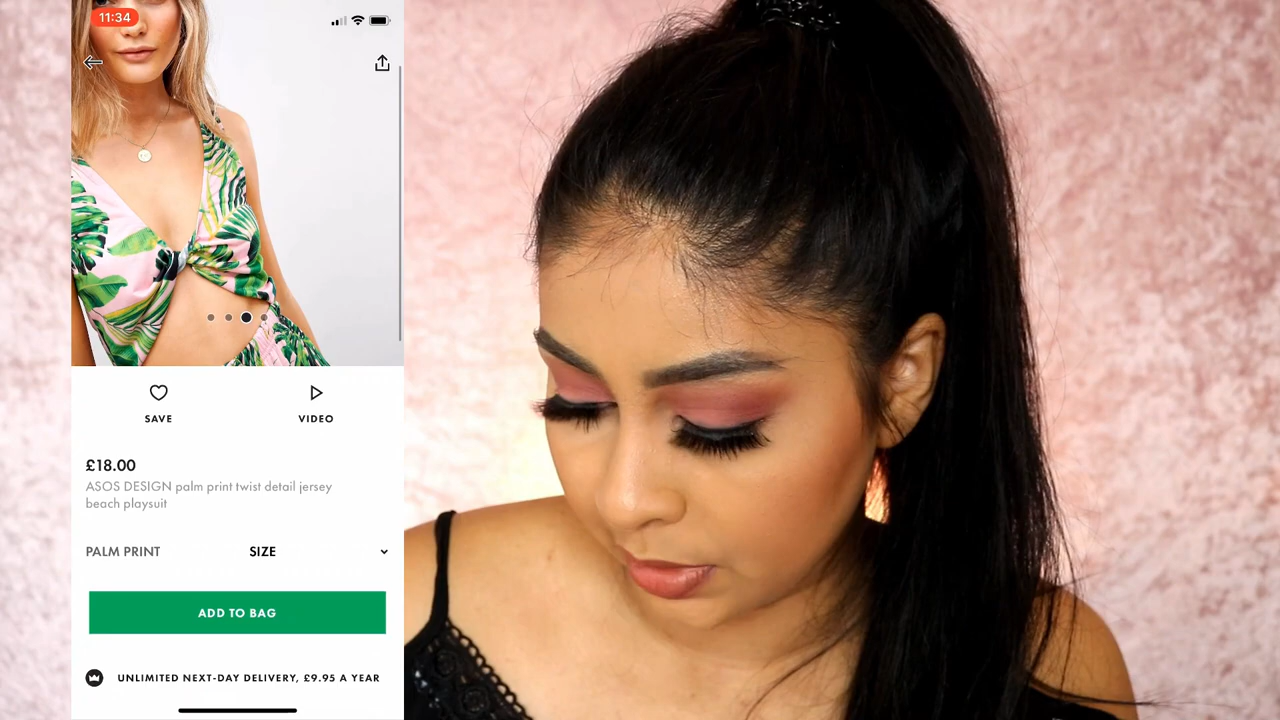 11:34
SAVE
VIDEO
£18.00
ASOS DESIGN palm print twist detail jersey
beach playsuit
PALM PRINT
SIZE
ADD TO BAG
UNLIMITED NEXT-DAY DELIVERY, £9.95 A YEAR